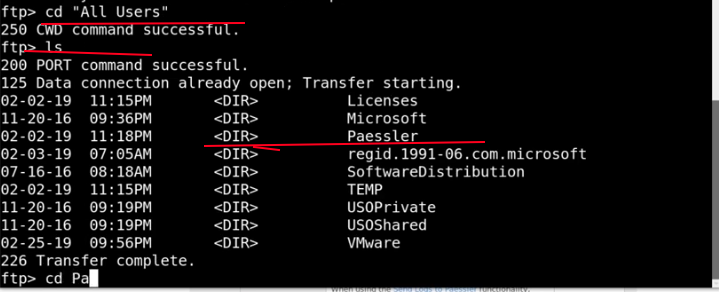 ftp> cd "All Users"
250 CWD command successful.
ftp> ls
200 PORT command successful.
125 Data connection already open; Transfer starting.
02-02-19  11:15PM       <DIR>          Licenses
11-20-16  09:36PM       <DIR>          Microsoft
02-02-19  11:18PM       <DIR>          Paessler
02-03-19  07:05AM       <DIR>          regid.1991-06.com.microsoft
07-16-16  08:18AM       <DIR>          SoftwareDistribution
02-02-19  11:15PM       <DIR>          TEMP
11-20-16  09:19PM       <DIR>          USOPrivate
11-20-16  09:19PM       <DIR>          USOShared
02-25-19  09:56PM       <DIR>          VMware
226 Transfer complete.
ftp> cd Pa
When using the Send Logs to Paessler functionality.